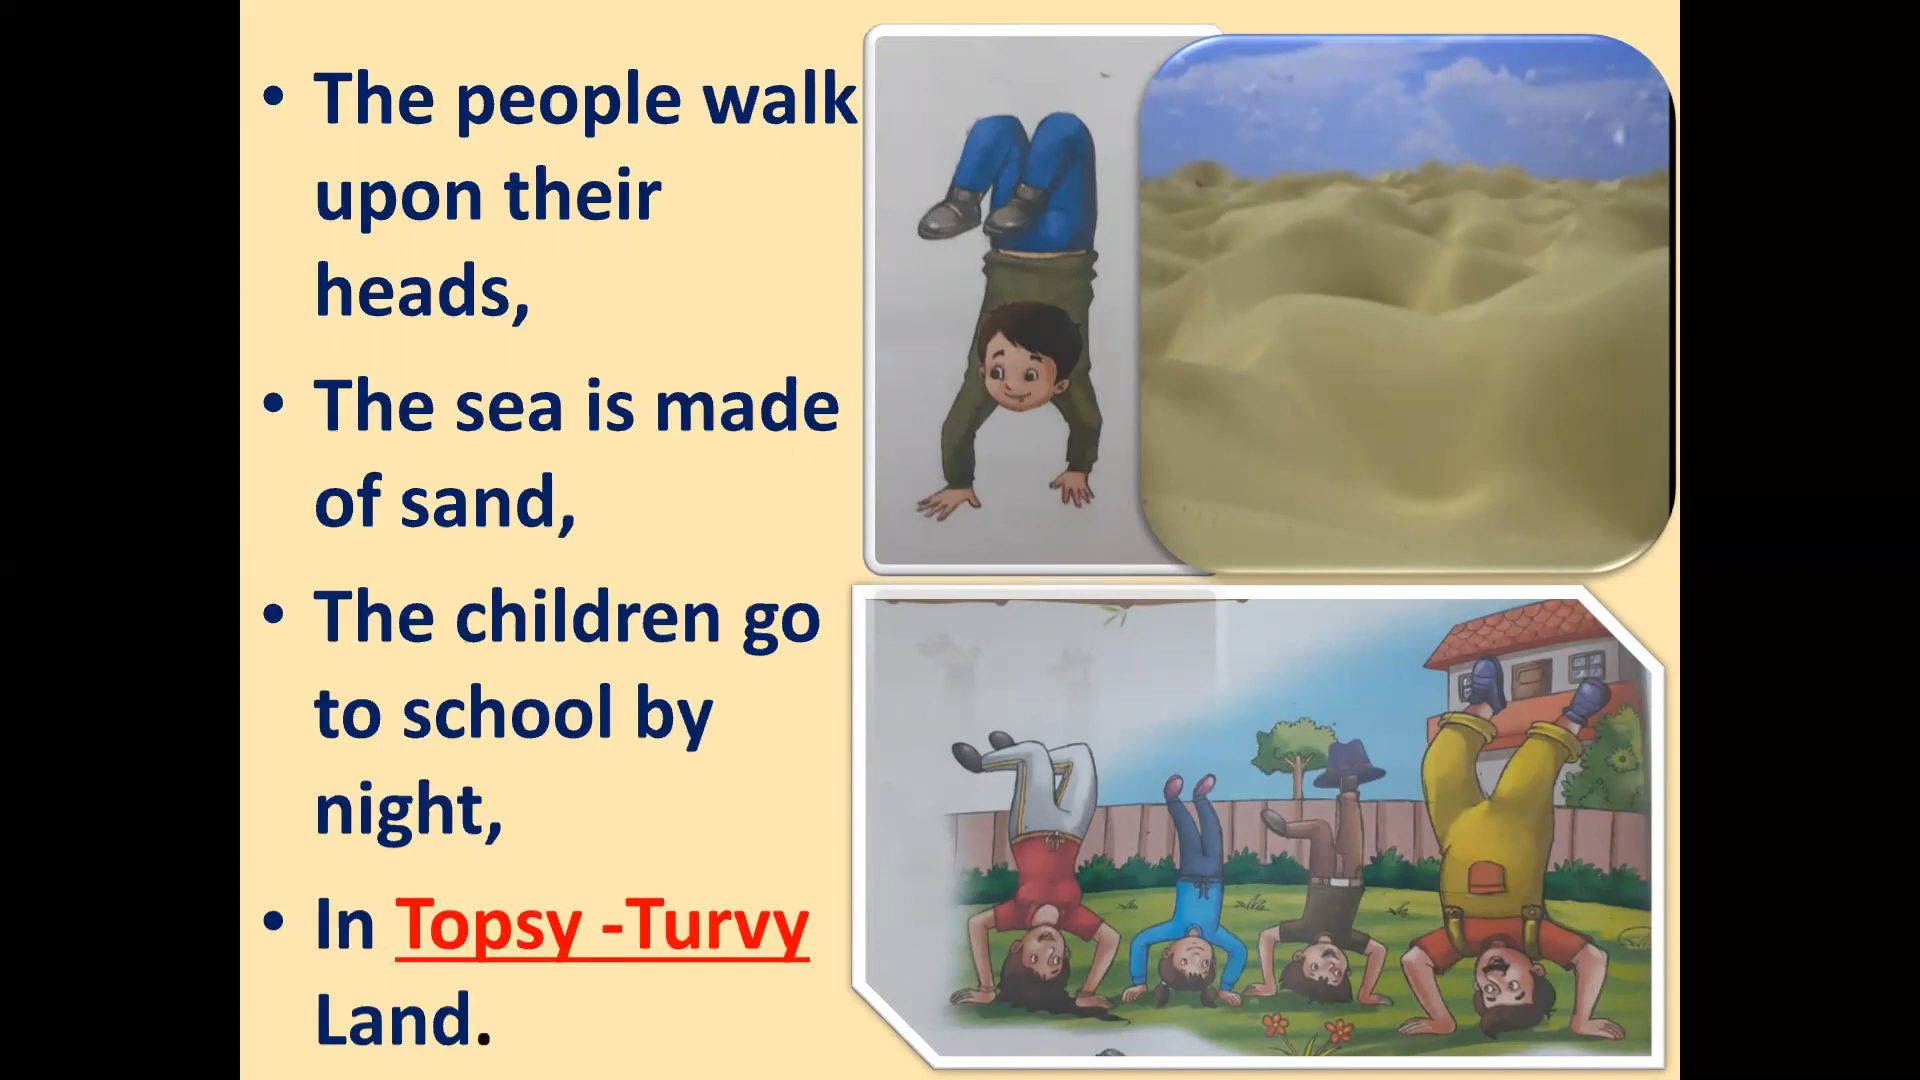 • The people walk
upon their
heads,
• The sea is made
of sand,
• The children go
to school by
night,
• In Topsy -Turvy
Land.